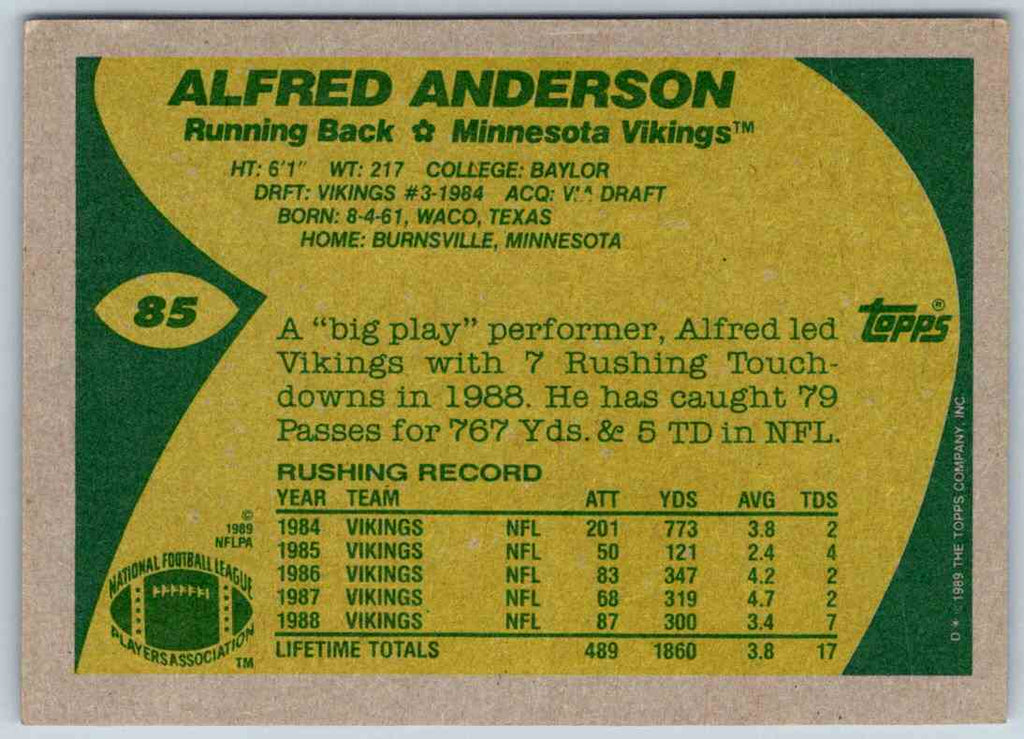 ALFRED ANDERSON
Running Back ✿ Minnesota Vikings™
HT: 6'1" WT: 217 COLLEGE: BAYLOR
DRFT: VIKINGS #3-1984 ACQ: DRAFT
BORN: 8-4-61, WACO, TEXAS
HOME: BURNSVILLE, MINNESOTA
85
topps®
A "big play" performer, Alfred led
Vikings with 7 Rushing Touch-
downs in 1988. He has caught 79
Passes for 767 Yds. & 5 TD in NFL.
RUSHING RECORD
YEAR TEAM ATT YDS AVG TDS
1984 VIKINGS NFL 201 773 3.8 2
1985 VIKINGS NFL 50 121 2.4 4
1986 VIKINGS NFL 83 347 4.2 2
1987 VIKINGS NFL 68 319 4.7 2
1988 VIKINGS NFL 87 300 3.4 7
LIFETIME TOTALS 489 1860 3.8 17
©
1989
NFLPA
NATIONAL FOOTBALL LEAGUE
PLAYERS ASSOCIATION
TM
D* ©1989 THE TOPPS COMPANY, INC.